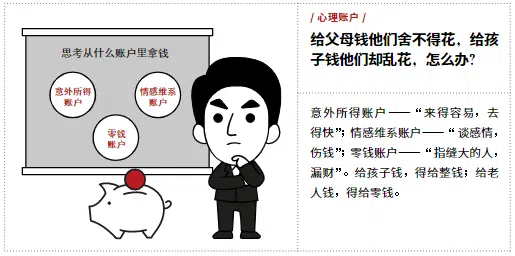 思考从什么账户里拿钱
意外所得
账户
情感维系
账户
零钱
账户
/ 心理账户 /
给父母钱他们舍不得花，给孩
子钱他们却乱花，怎么办?
意外所得账户——“来得容易，去
得快”；情感维系账户——“谈感情，
伤钱”；零钱账户——“指缝大的人，
漏财”。给孩子钱，得给整钱；给老
人钱，得给零钱。